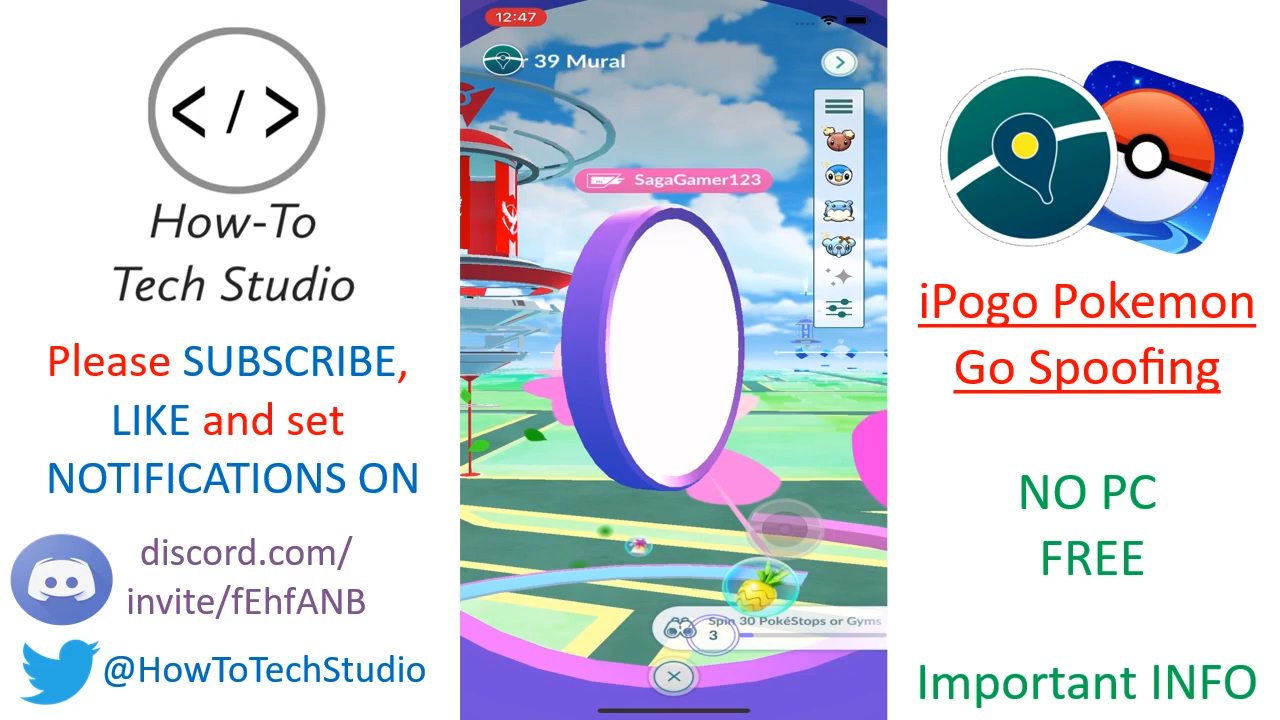 </>
How-To
Tech Studio
Please SUBSCRIBE,
LIKE and set
NOTIFICATIONS ON
discord.com/
invite/fEhfANB
@HowToTechStudio
12:47
r 39 Mural
SagaGamer123
Spin 30 PokéStops or Gyms
3
iPogo Pokemon
Go Spoofing
NO PC
FREE
Important INFO